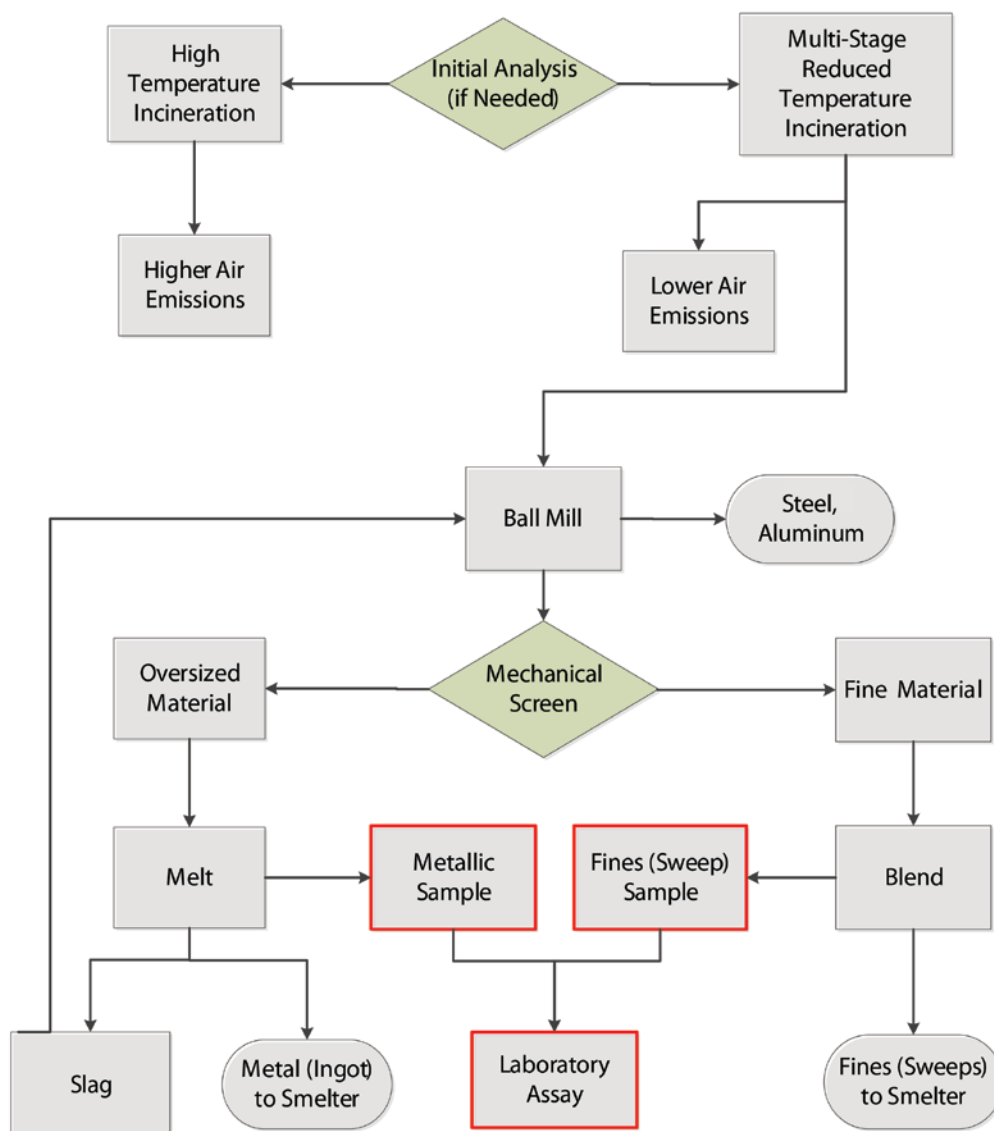 High
Temperature
Incineration
Initial Analysis
(if Needed)
Multi-Stage
Reduced
Temperature
Incineration
Higher Air
Emissions
Lower Air
Emissions
Ball Mill
Steel,
Aluminum
Oversized
Material
Mechanical
Screen
Fine Material
Melt
Metallic
Sample
Fines (Sweep)
Sample
Blend
Slag
Metal (Ingot)
to Smelter
Laboratory
Assay
Fines (Sweeps)
to Smelter